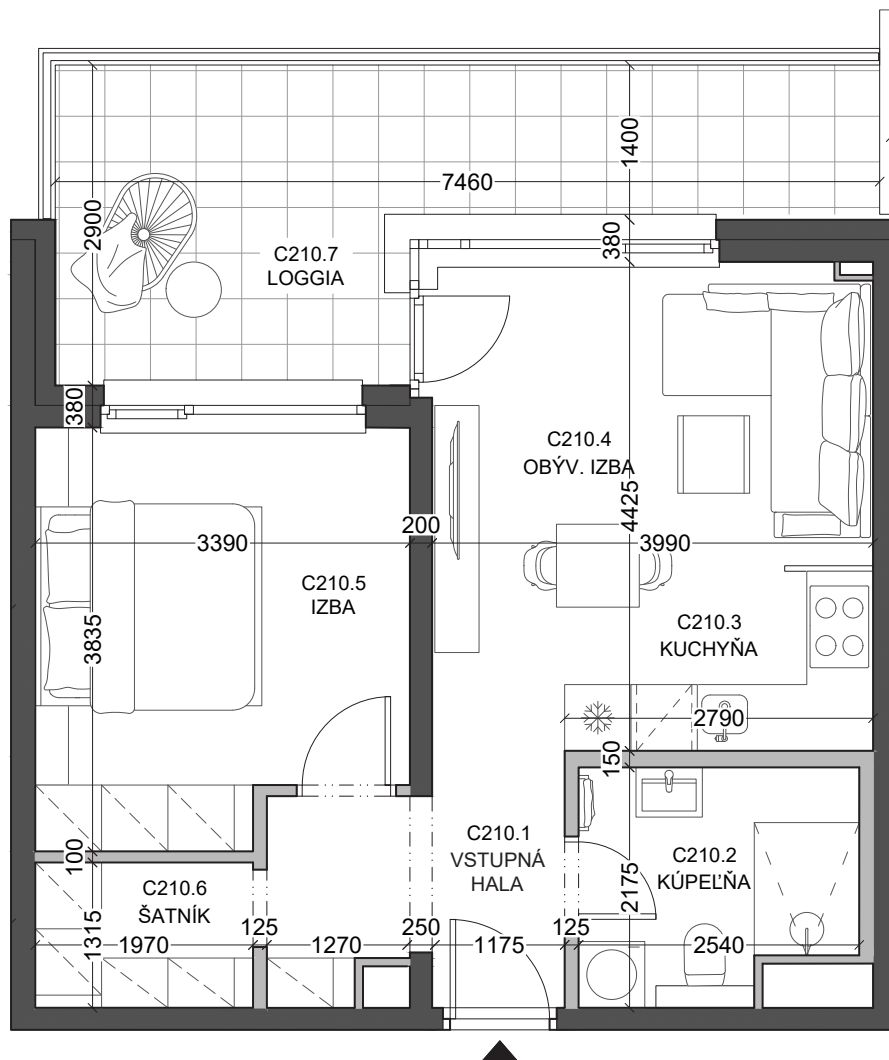 1400
7460
2900
C210.7
LOGGIA
380
380
C210.4
OBÝV. IZBA
4425
200
3390
3990
C210.5
IZBA
3835
C210.3
KUCHYŇA
2790
150
C210.1
VSTUPNÁ
HALA
C210.2
KÚPEĽŇA
2175
100
C210.6
ŠATNÍK
1315
1970
125
1270
250
1175
125
2540